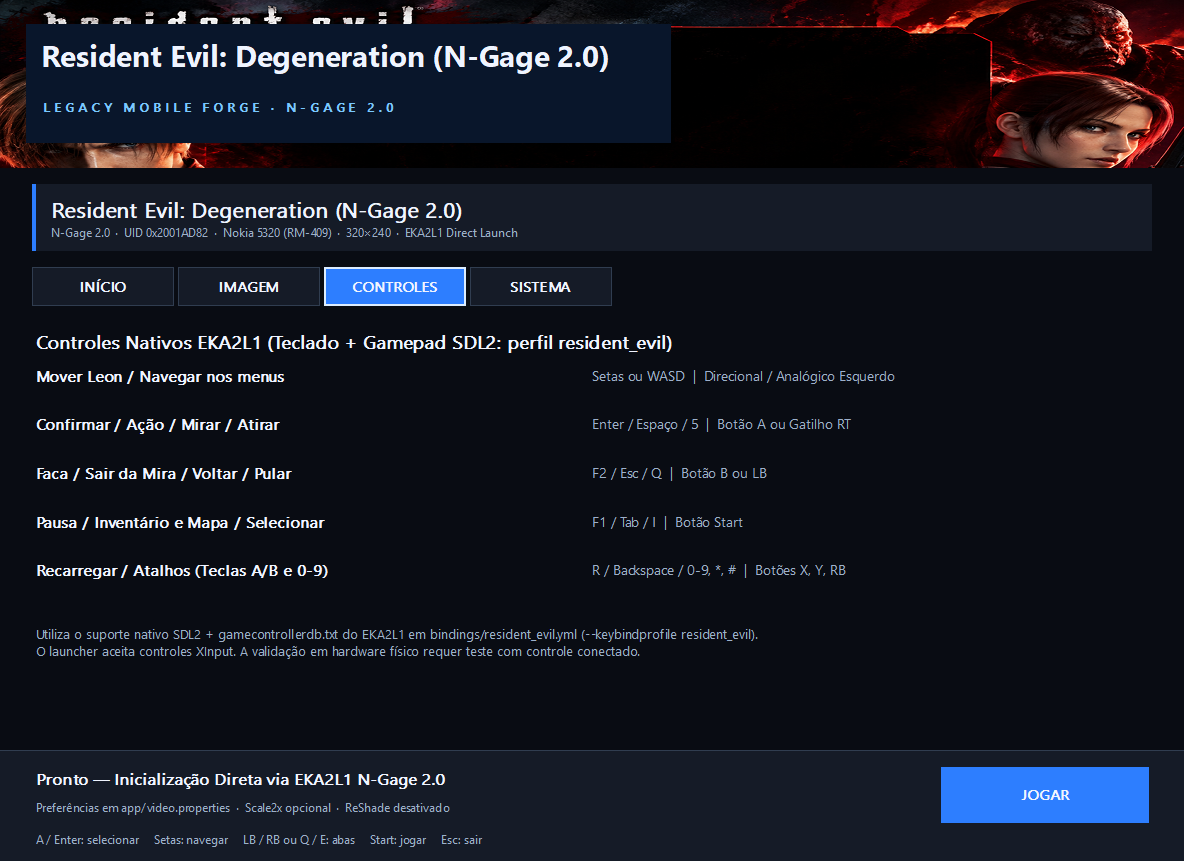 resident evil
Resident Evil: Degeneration (N-Gage 2.0)
LEGACY MOBILE FORGE · N-GAGE 2.0
Resident Evil: Degeneration (N-Gage 2.0)
N-Gage 2.0 · UID 0x2001AD82 · Nokia 5320 (RM-409) · 320×240 · EKA2L1 Direct Launch
INÍCIO IMAGEM CONTROLES SISTEMA
Controles Nativos EKA2L1 (Teclado + Gamepad SDL2: perfil resident_evil)
Mover Leon / Navegar nos menus Setas ou WASD | Direcional / Analógico Esquerdo
Confirmar / Ação / Mirar / Atirar Enter / Espaço / 5 | Botão A ou Gatilho RT
Faca / Sair da Mira / Voltar / Pular F2 / Esc / Q | Botão B ou LB
Pausa / Inventário e Mapa / Selecionar F1 / Tab / I | Botão Start
Recarregar / Atalhos (Teclas A/B e 0-9) R / Backspace / 0-9, *, # | Botões X, Y, RB
Utiliza o suporte nativo SDL2 + gamecontrollerdb.txt do EKA2L1 em bindings/resident_evil.yml (--keybindprofile resident_evil).
O launcher aceita controles XInput. A validação em hardware físico requer teste com controle conectado.
Pronto — Inicialização Direta via EKA2L1 N-Gage 2.0
JOGAR
Preferências em app/video.properties · Scale2x opcional · ReShade desativado
A / Enter: selecionar Setas: navegar LB / RB ou Q / E: abas Start: jogar Esc: sair